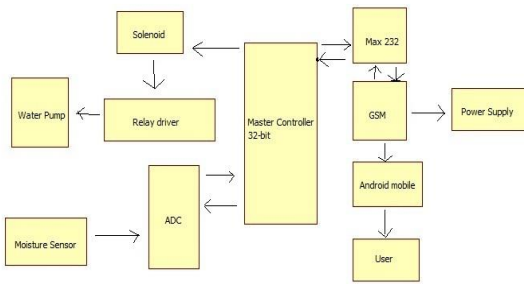 Solenoid
Max 232
Water Pump
Relay driver
Master Controller
32-bit
GSM
Power Supply
ADC
Android mobile
Moisture Sensor
User